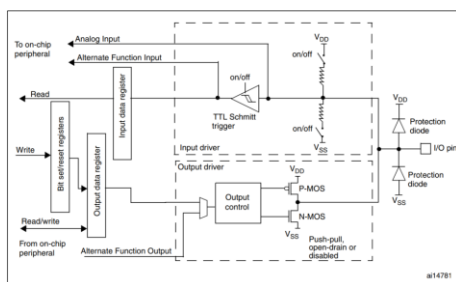 Analog Input
To on-chip
peripheral
Alternate Function Input
on/off
Read
Input data register
TTL Schmitt
trigger
VDD
on/off
on/off
VSS
Input driver
VDD
Protection
diode
I/O pin
Protection
diode
VSS
Write
Bit set/reset registers
Output data register
Read/write
From on-chip
peripheral
Alternate Function Output
Output driver
Output
control
VDD
P-MOS
N-MOS
VSS
Push-pull,
open-drain or
disabled
ai14781